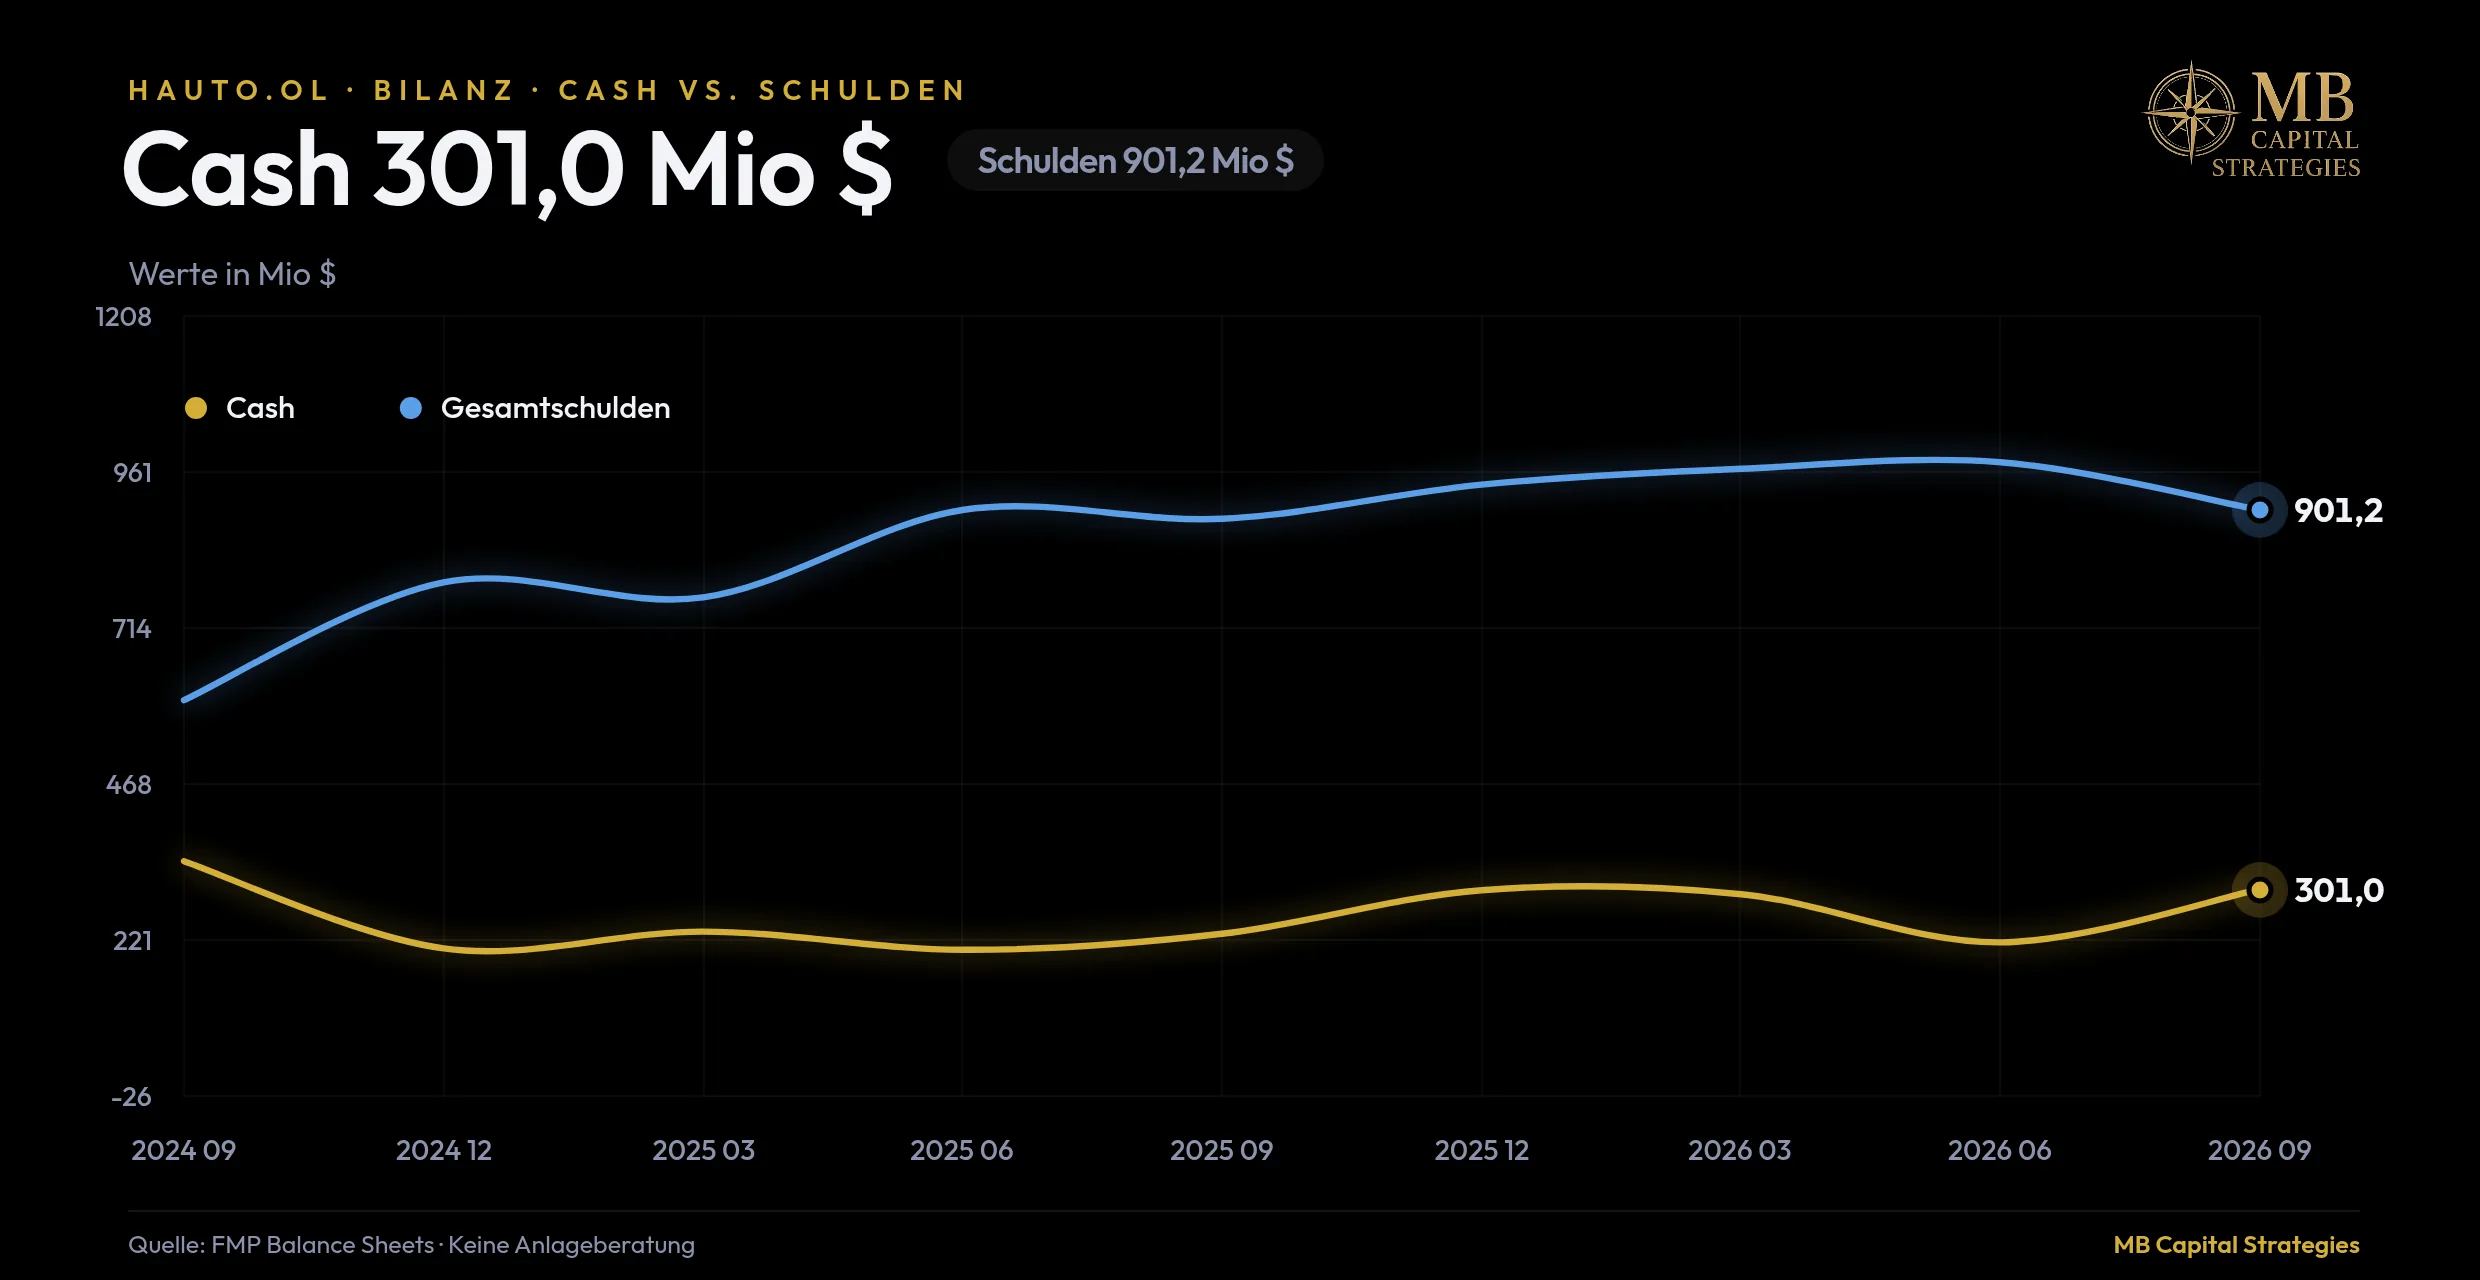 HAUTO.OL · BILANZ · CASH VS. SCHULDEN
Cash 301,0 Mio $
Schulden 901,2 Mio $
MB
CAPITAL
STRATEGIES
Werte in Mio $
1208
Cash
Gesamtschulden
961
901,2
714
468
301,0
221
-26
2024 09
2024 12
2025 03
2025 06
2025 09
2025 12
2026 03
2026 06
2026 09
Quelle: FMP Balance Sheets · Keine Anlageberatung
MB Capital Strategies